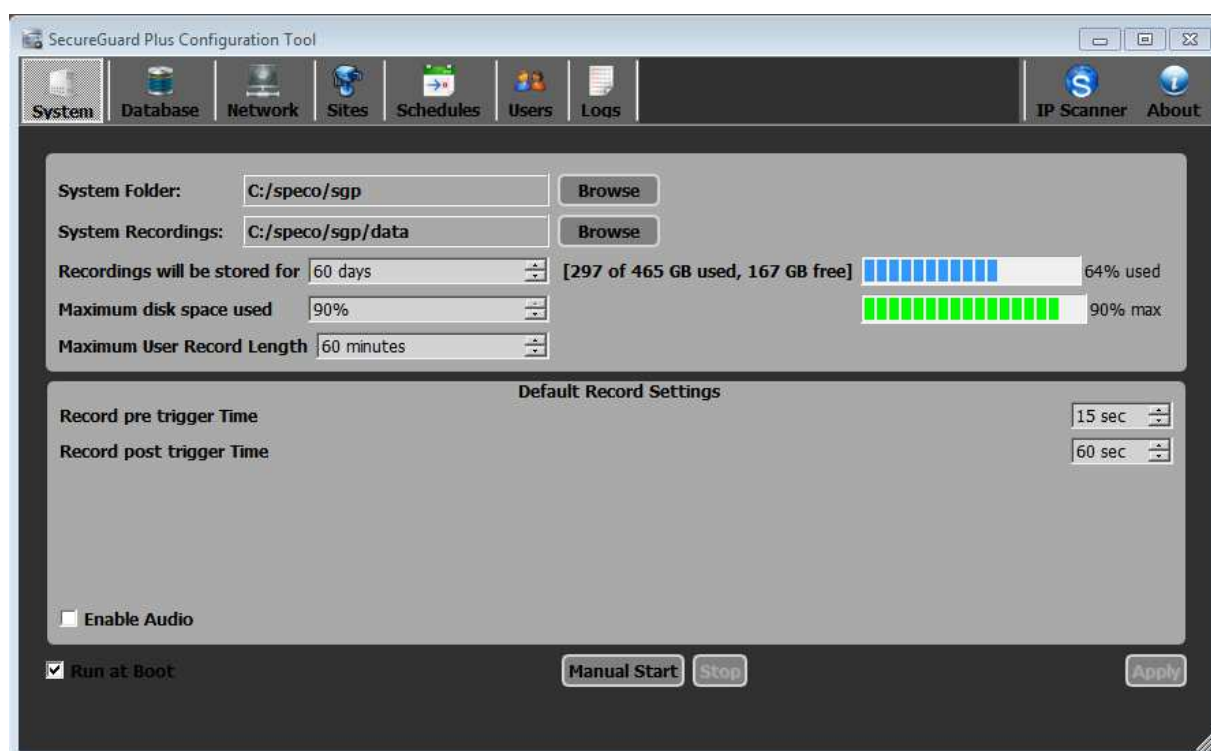 SecureGuard Plus Configuration Tool
System Database Network Sites Schedules Users Logs IP Scanner About
System Folder: C:/speco/sgp Browse
System Recordings: C:/speco/sgp/data Browse
Recordings will be stored for 60 days [297 of 465 GB used, 167 GB free] 64% used
Maximum disk space used 90% 90% max
Maximum User Record Length 60 minutes
Default Record Settings
Record pre trigger Time 15 sec
Record post trigger Time 60 sec
Enable Audio
Run at Boot Manual Start Stop Apply